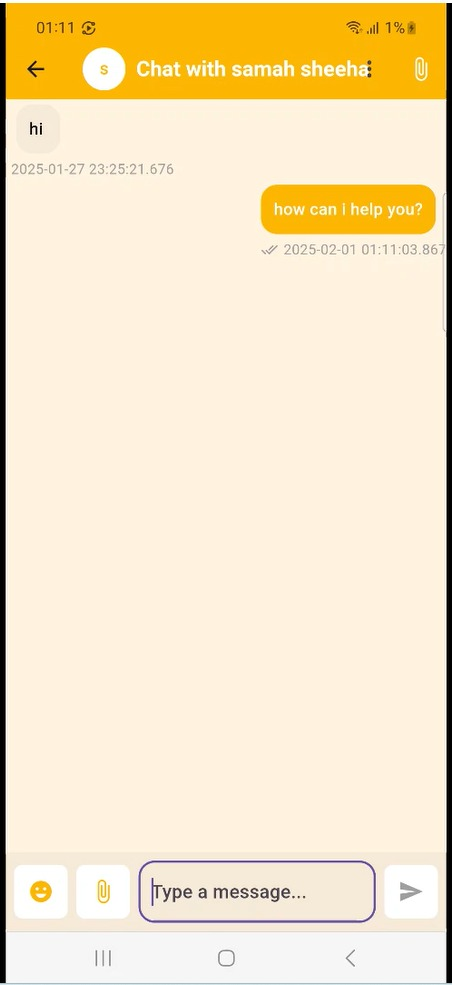 01:11 1%
s Chat with samah sheeha
hi
2025-01-27 23:25:21.676
how can i help you?
2025-02-01 01:11:03.867
Type a message...